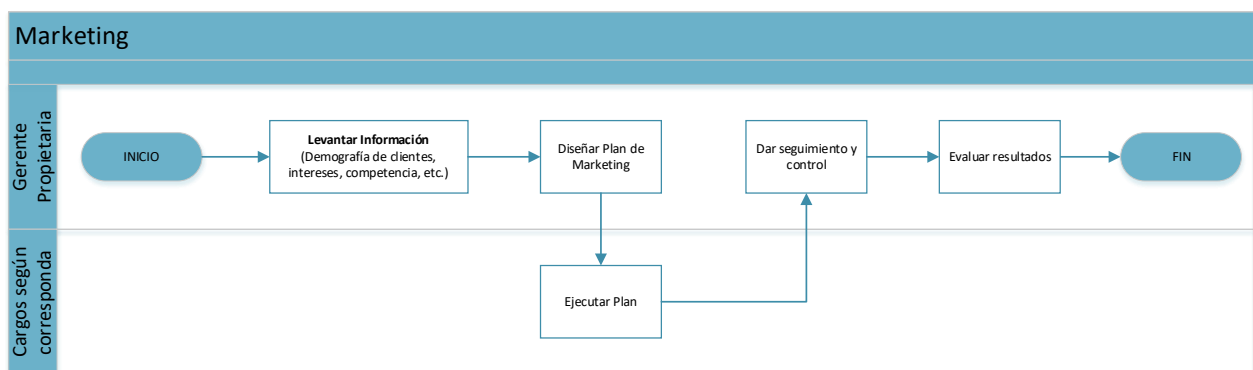 Marketing
Gerente
Propietaria
INICIO
Levantar Información
(Demografía de clientes,
intereses, competencia, etc.)
Diseñar Plan de
Marketing
Dar seguimiento y
control
Evaluar resultados
FIN
Cargos según
corresponda
Ejecutar Plan